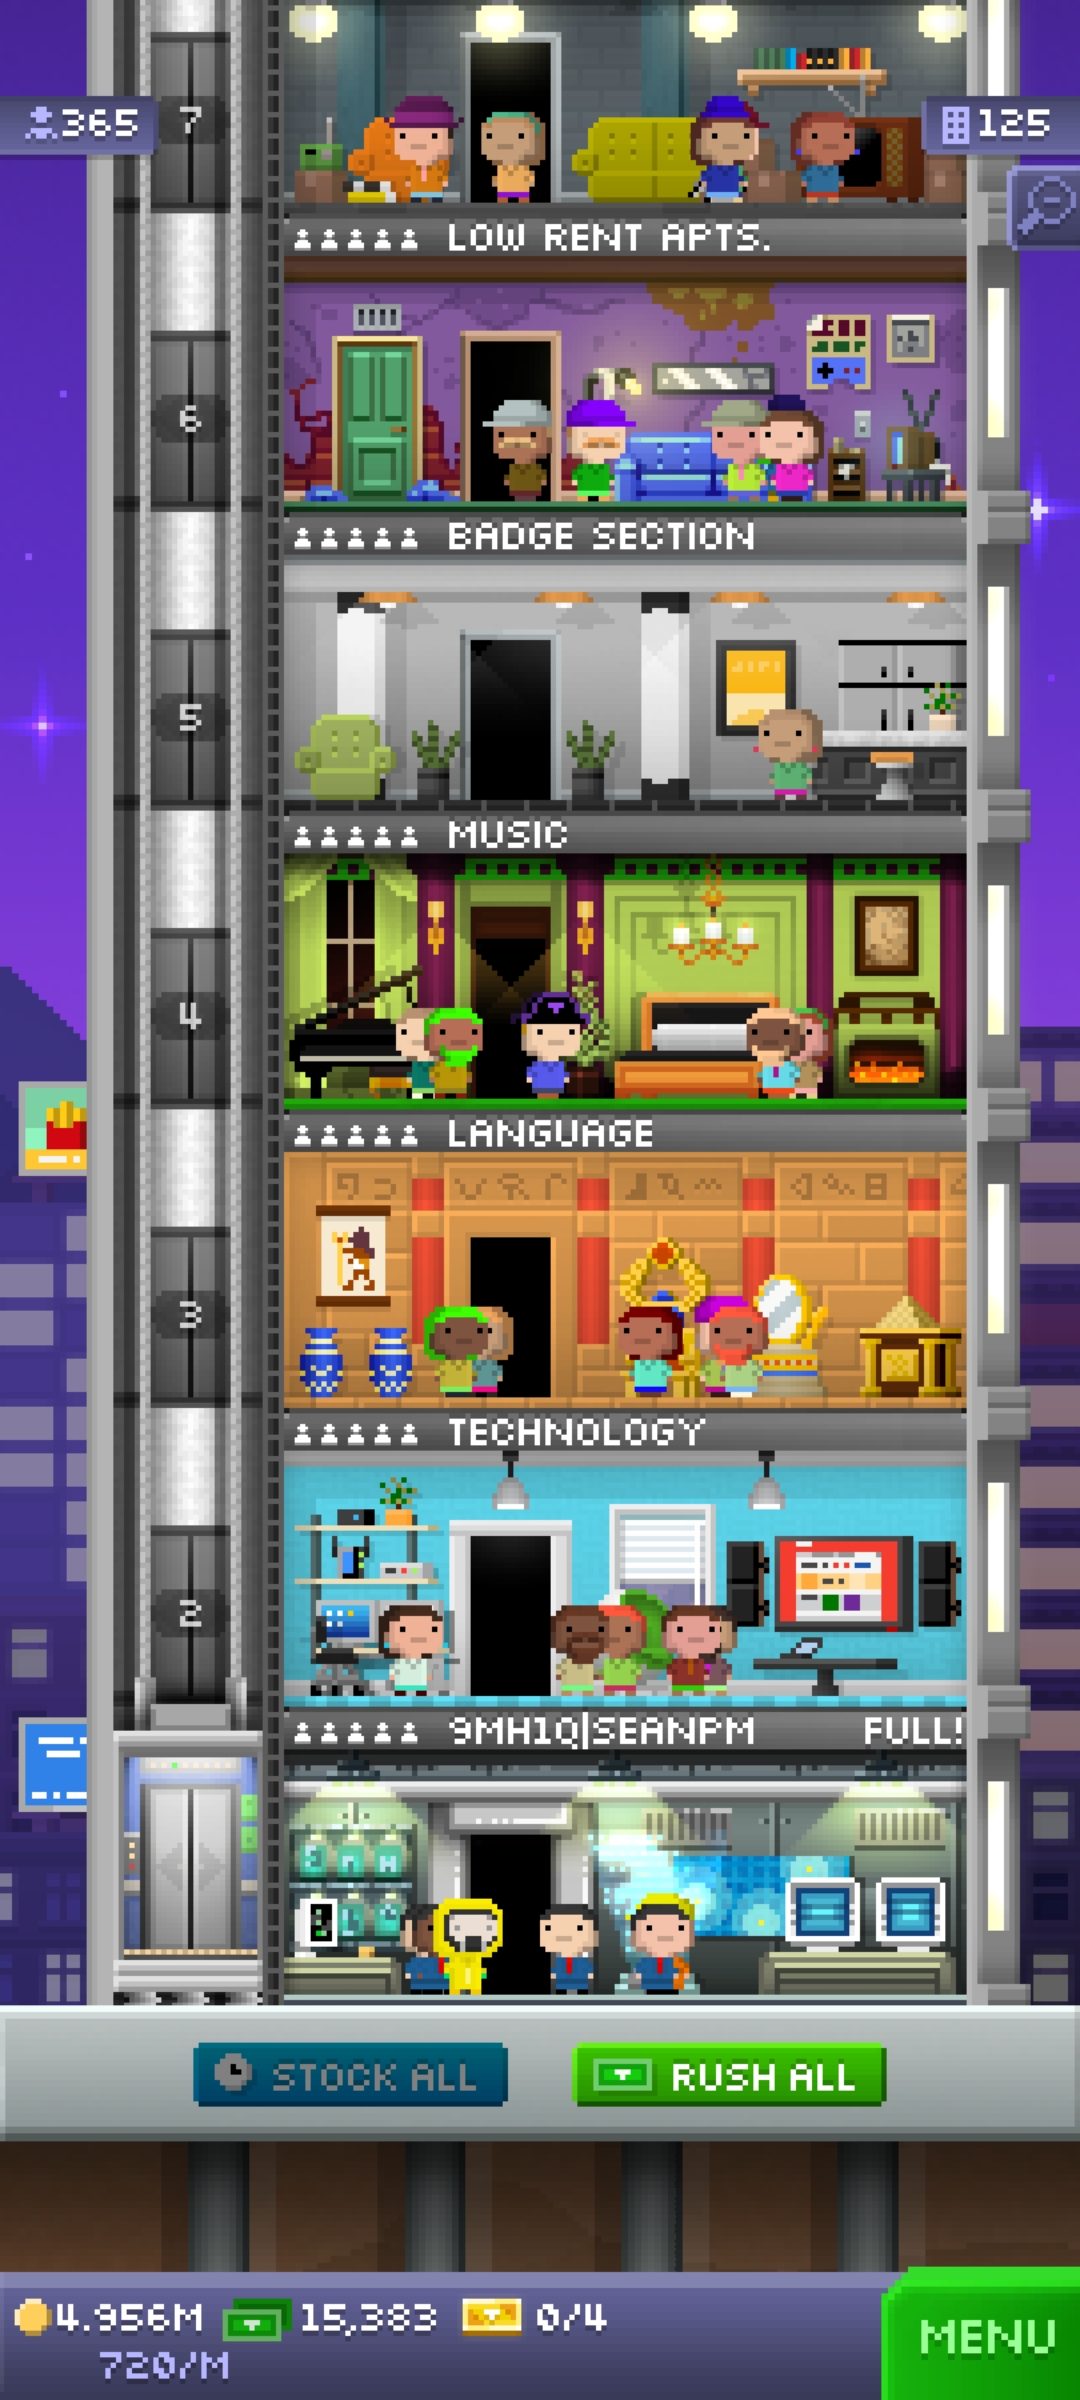 7
365
125
LOW RENT APTS.
6
BADGE SECTION
5
MUSIC
4
LANGUAGE
3
TECHNOLOGY
2
9MH1Q|SEANPM FULL!
STOCK ALL
RUSH ALL
4.956M 15,383 0/4
720/M
MENU